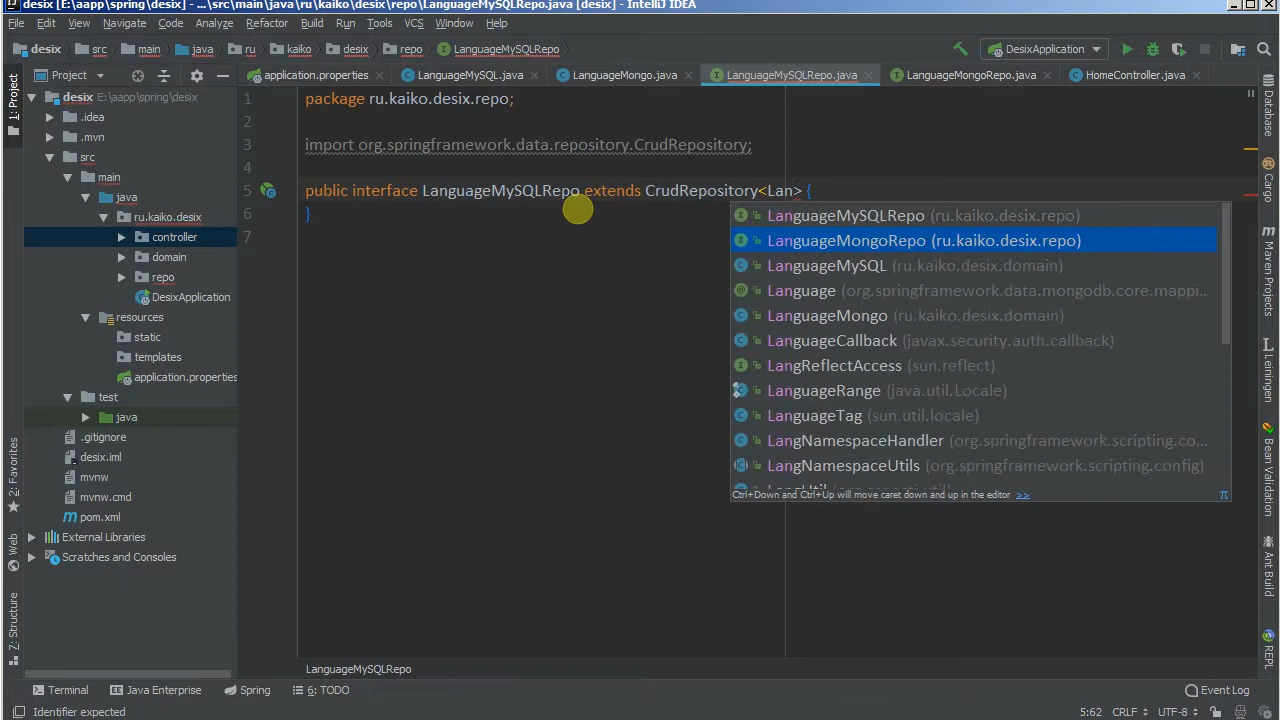 desix [E:\aapp\spring\desix] - ...\src\main\java\ru\kaiko\desix\repo\LanguageMySQLRepo.java [desix] - IntelliJ IDEA
File Edit View Navigate Code Analyze Refactor Build Run Tools VCS Window Help
desix src main java ru kaiko desix repo LanguageMySQLRepo DesixApplication
Project application.properties LanguageMySQL.java LanguageMongo.java LanguageMySQLRepo.java LanguageMongoRepo.java HomeController.java
1: Project
2: Favorites
Web
7: Structure
desix E:\aapp\spring\desix
.idea
.mvn
src
main
java
ru.kaiko.desix
controller
domain
repo
DesixApplication
resources
static
templates
application.properties
test
java
.gitignore
desix.iml
mvnw
mvnw.cmd
pom.xml
External Libraries
Scratches and Consoles
1 package ru.kaiko.desix.repo;
2
3 import org.springframework.data.repository.CrudRepository;
4
5 public interface LanguageMySQLRepo extends CrudRepository<Lan> {
6 }
7
LanguageMySQLRepo (ru.kaiko.desix.repo)
LanguageMongoRepo (ru.kaiko.desix.repo)
LanguageMySQL (ru.kaiko.desix.domain)
Language (org.springframework.data.mongodb.core.mappi...
LanguageMongo (ru.kaiko.desix.domain)
LanguageCallback (javax.security.auth.callback)
LangReflectAccess (sun.reflect)
LanguageRange (java.util.Locale)
LanguageTag (sun.util.locale)
LangNamespaceHandler (org.springframework.scripting.co...
LangNamespaceUtils (org.springframework.scripting.config)
Ctrl+Down and Ctrl+Up will move caret down and up in the editor >> π
Database
Cargo
Maven Projects
Leiningen
Bean Validation
Ant Build
REPL
LanguageMySQLRepo
Terminal Java Enterprise Spring 6: TODO Event Log
Identifier expected 5:62 CRLF UTF-8